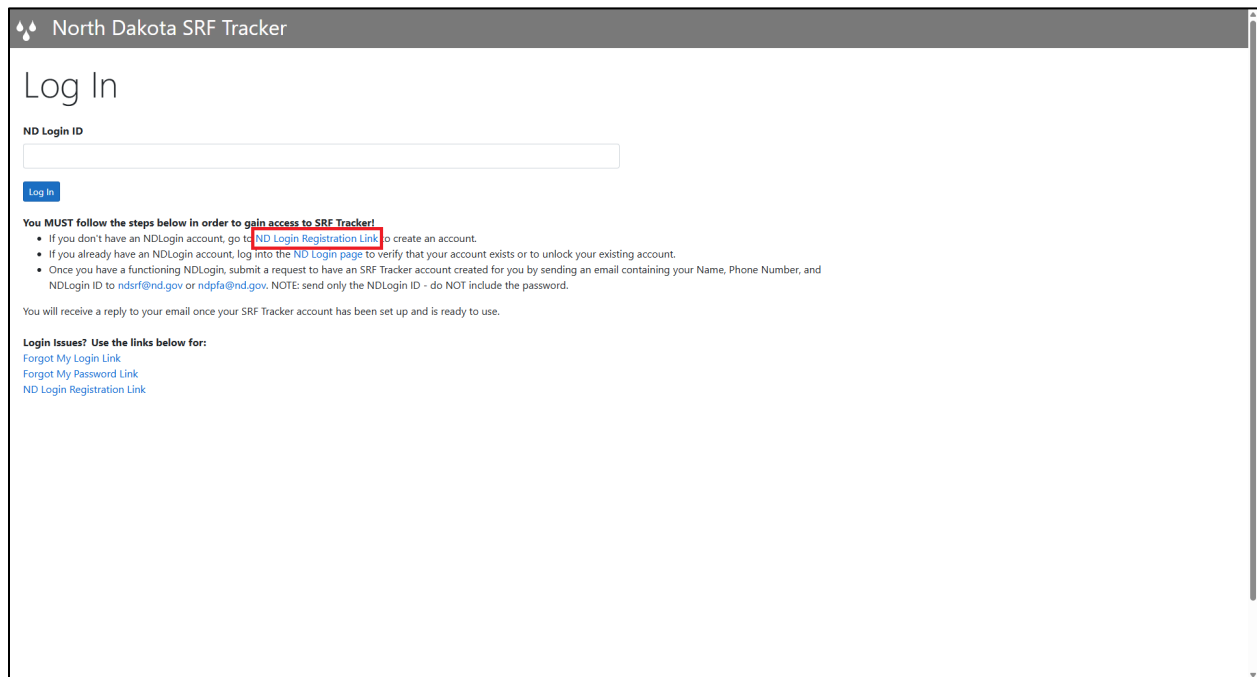 North Dakota SRF Tracker
Log In
ND Login ID
Log In
You MUST follow the steps below in order to gain access to SRF Tracker!
• If you don't have an NDLogin account, go to ND Login Registration Link to create an account.
• If you already have an NDLogin account, log into the ND Login page to verify that your account exists or to unlock your existing account.
• Once you have a functioning NDLogin, submit a request to have an SRF Tracker account created for you by sending an email containing your Name, Phone Number, and
NDLogin ID to ndsrf@nd.gov or ndpfa@nd.gov. NOTE: send only the NDLogin ID - do NOT include the password.
You will receive a reply to your email once your SRF Tracker account has been set up and is ready to use.
Login Issues? Use the links below for:
Forgot My Login Link
Forgot My Password Link
ND Login Registration Link